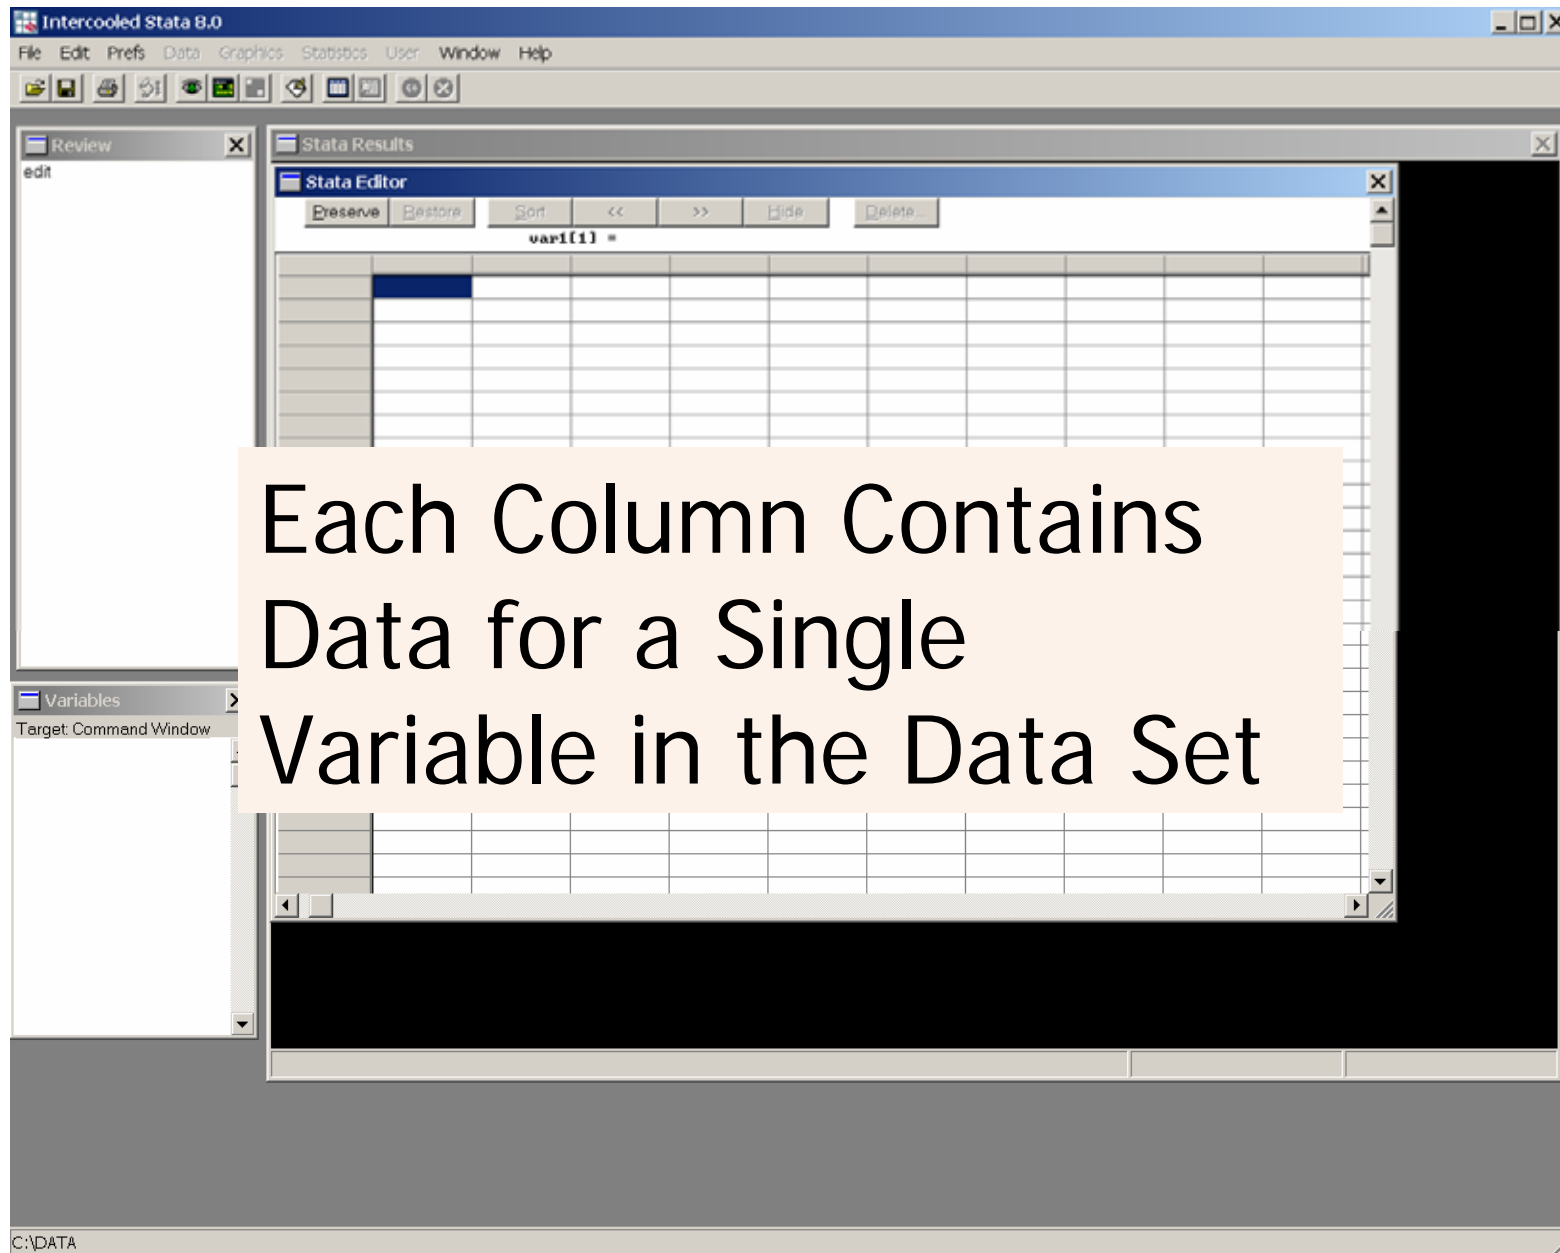 Intercooled Stata 8.0
File Edit Prefs Data Graphics Statistics User Window Help
Review
edit
Stata Results
Stata Editor
Preserve Restore Sort << >> Hide Delete...
var1[1] =
Each Column Contains
Data for a Single
Variable in the Data Set
Variables
Target: Command Window
C:\DATA